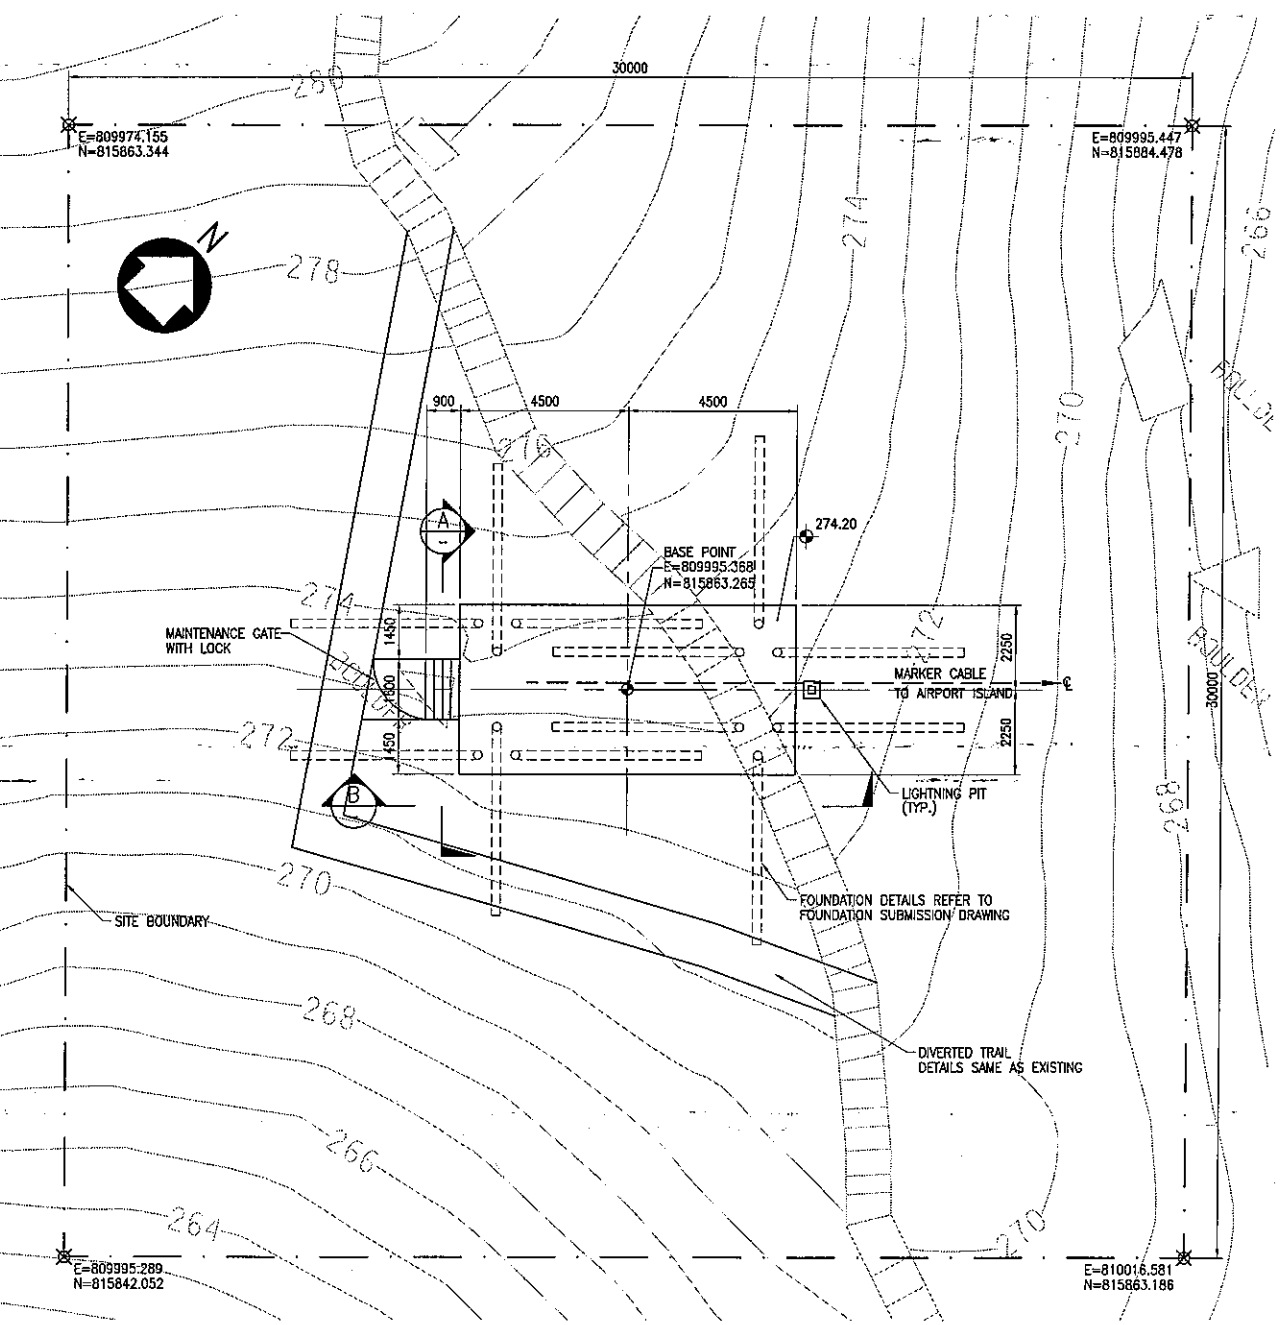 30000
280
E=809974.155
N=815863.344
E=809995.447
N=815884.478
N
274
266
278
BOULDE
270
900
4500
4500
276
A
274.20
BASE POINT
E=809995.368
N=815863.265
274
1450
MAINTENANCE GATE
WITH LOCK
272
2250
BOULDER
MARKER CABLE
TO AIRPORT ISLAND
30000
1600
272
1450
2250
268
B
LIGHTNING PIT
(TYP.)
270
FOUNDATION DETAILS REFER TO
FOUNDATION SUBMISSION DRAWING
SITE BOUNDARY
268
DIVERTED TRAIL
DETAILS SAME AS EXISTING
266
264
270
E=809995.289
N=815842.052
E=810016.581
N=815863.186